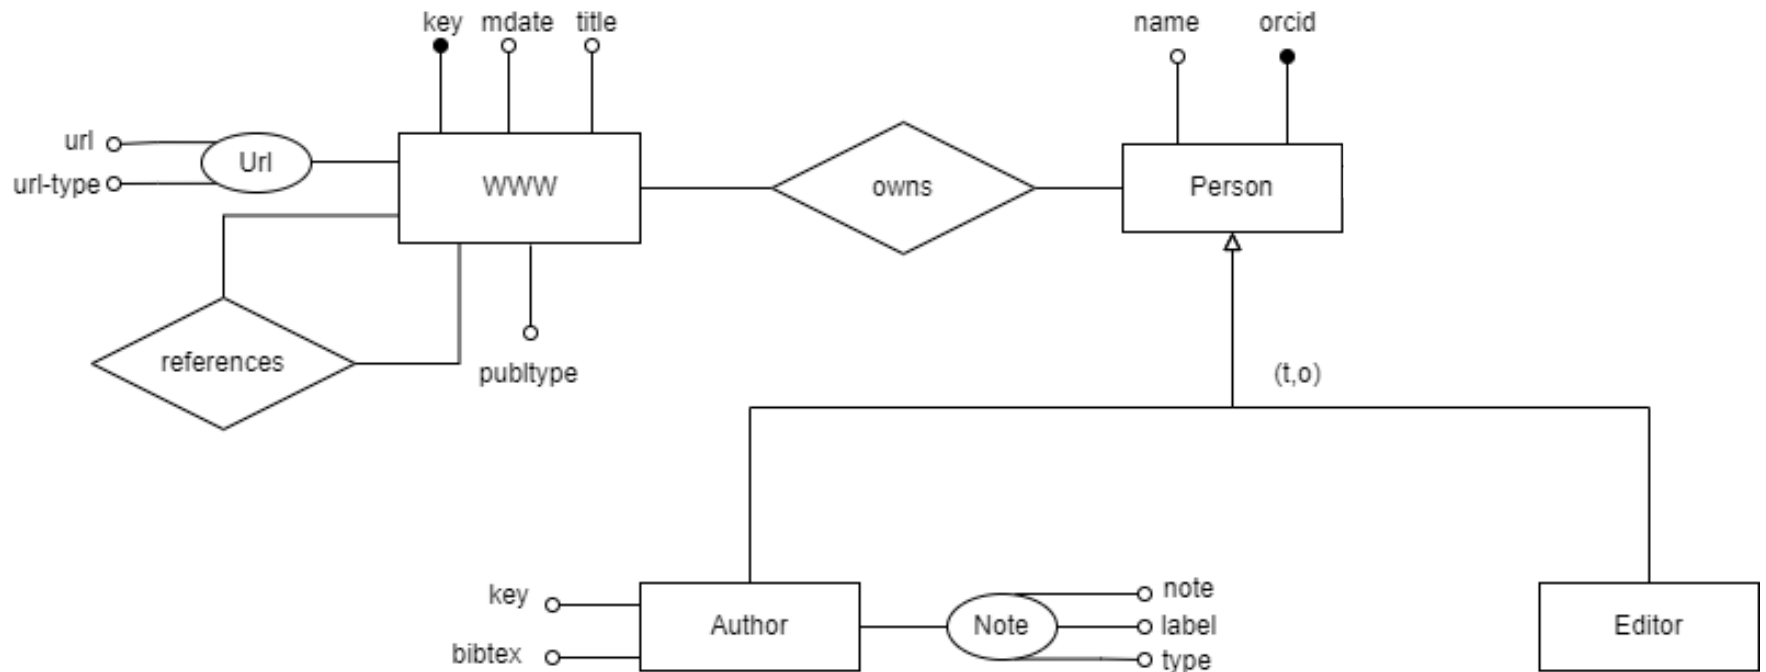 key mdate title
name orcid
url
Url
url-type
WWW
owns
Person
references
publtype
(t,o)
key
bibtex
Author
Note
note
label
type
Editor